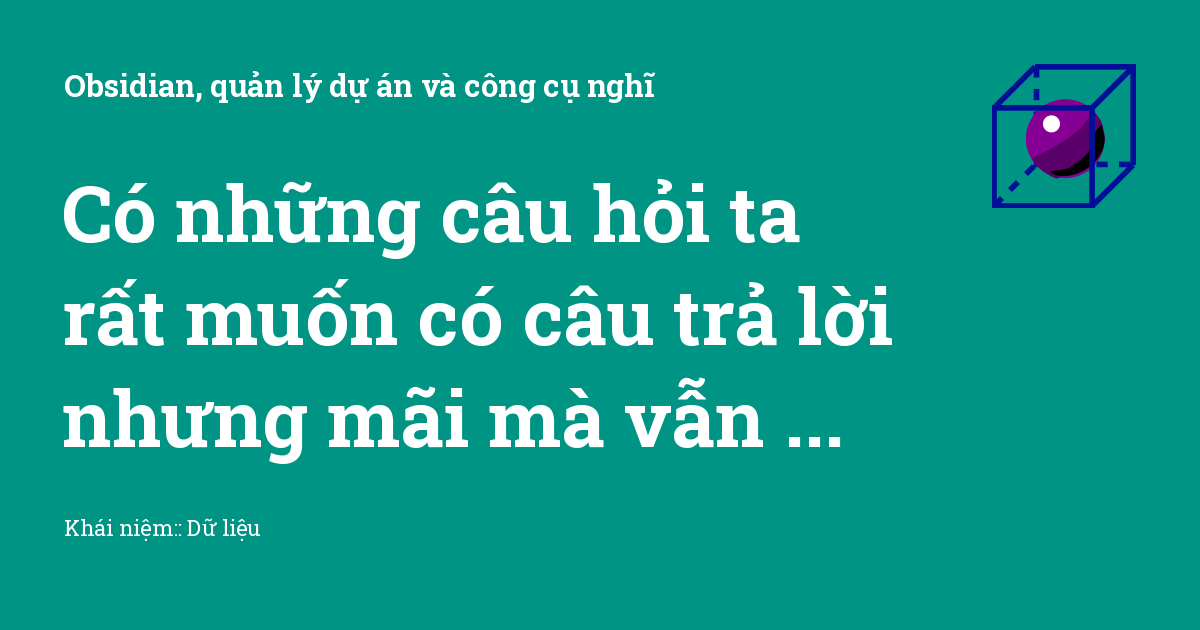 Obsidian, quản lý dự án và công cụ nghĩ
Có những câu hỏi ta
rất muốn có câu trả lời
nhưng mãi mà vẫn ...
Khái niệm:: Dữ liệu